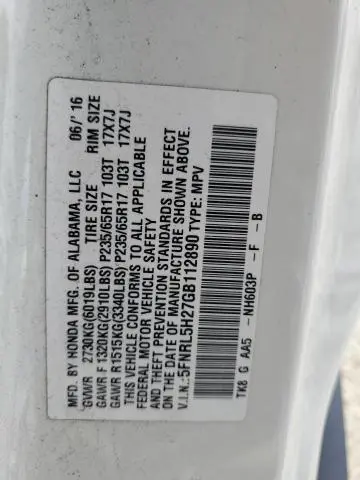 MFD. BY HONDA MFG. OF ALABAMA, LLC 06/'16
GVWR 2730KG(6019LBS) TIRE SIZE RIM SIZE
GAWR F 1320KG(2910LBS) P235/65R17 103T 17X7J
GAWR R1515KG(3340LBS) P235/65R17 103T 17X7J
THIS VEHICLE CONFORMS TO ALL APPLICABLE
FEDERAL MOTOR VEHICLE SAFETY
AND THEFT PREVENTION STANDARDS IN EFFECT
ON THE DATE OF MANUFACTURE SHOWN ABOVE.
V.I.N.:5FNRL5H27GB112890 TYPE: MPV
TK8 G AA5 -NH603P -F -B